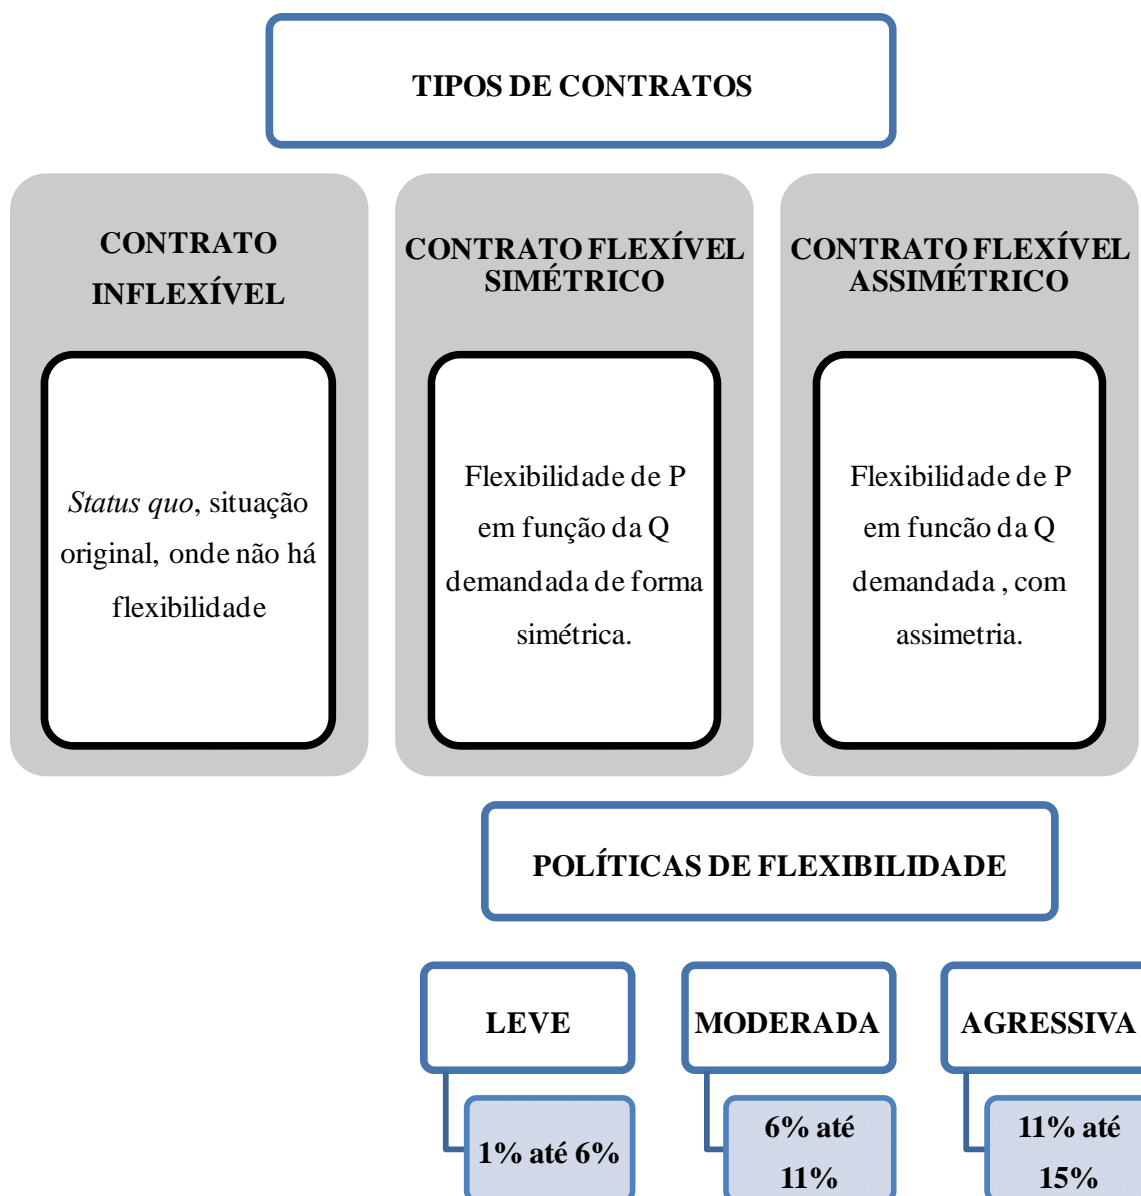 TIPOS DE CONTRATOS
CONTRATO
INFLEXÍVEL
Status quo, situação
original, onde não há
flexibilidade
CONTRATO FLEXÍVEL
SIMÉTRICO
Flexibilidade de P
em função da Q
demandada de forma
simétrica.
CONTRATO FLEXÍVEL
ASSIMÉTRICO
Flexibilidade de P
em funcão da Q
demandada , com
assimetria.
POLÍTICAS DE FLEXIBILIDADE
LEVE
1% até 6%
MODERADA
6% até
11%
AGRESSIVA
11% até
15%